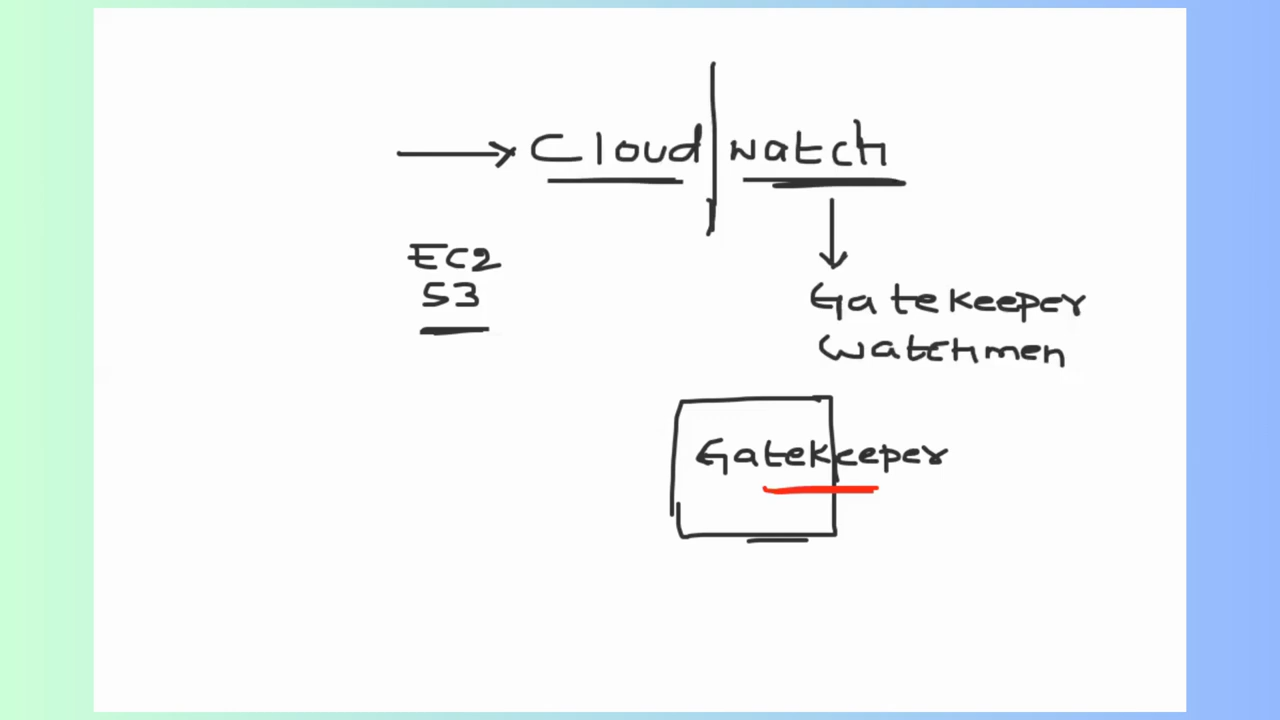 Cloud watch
EC2
S3
Gatekeeper
Watchmen
Gatekeeper